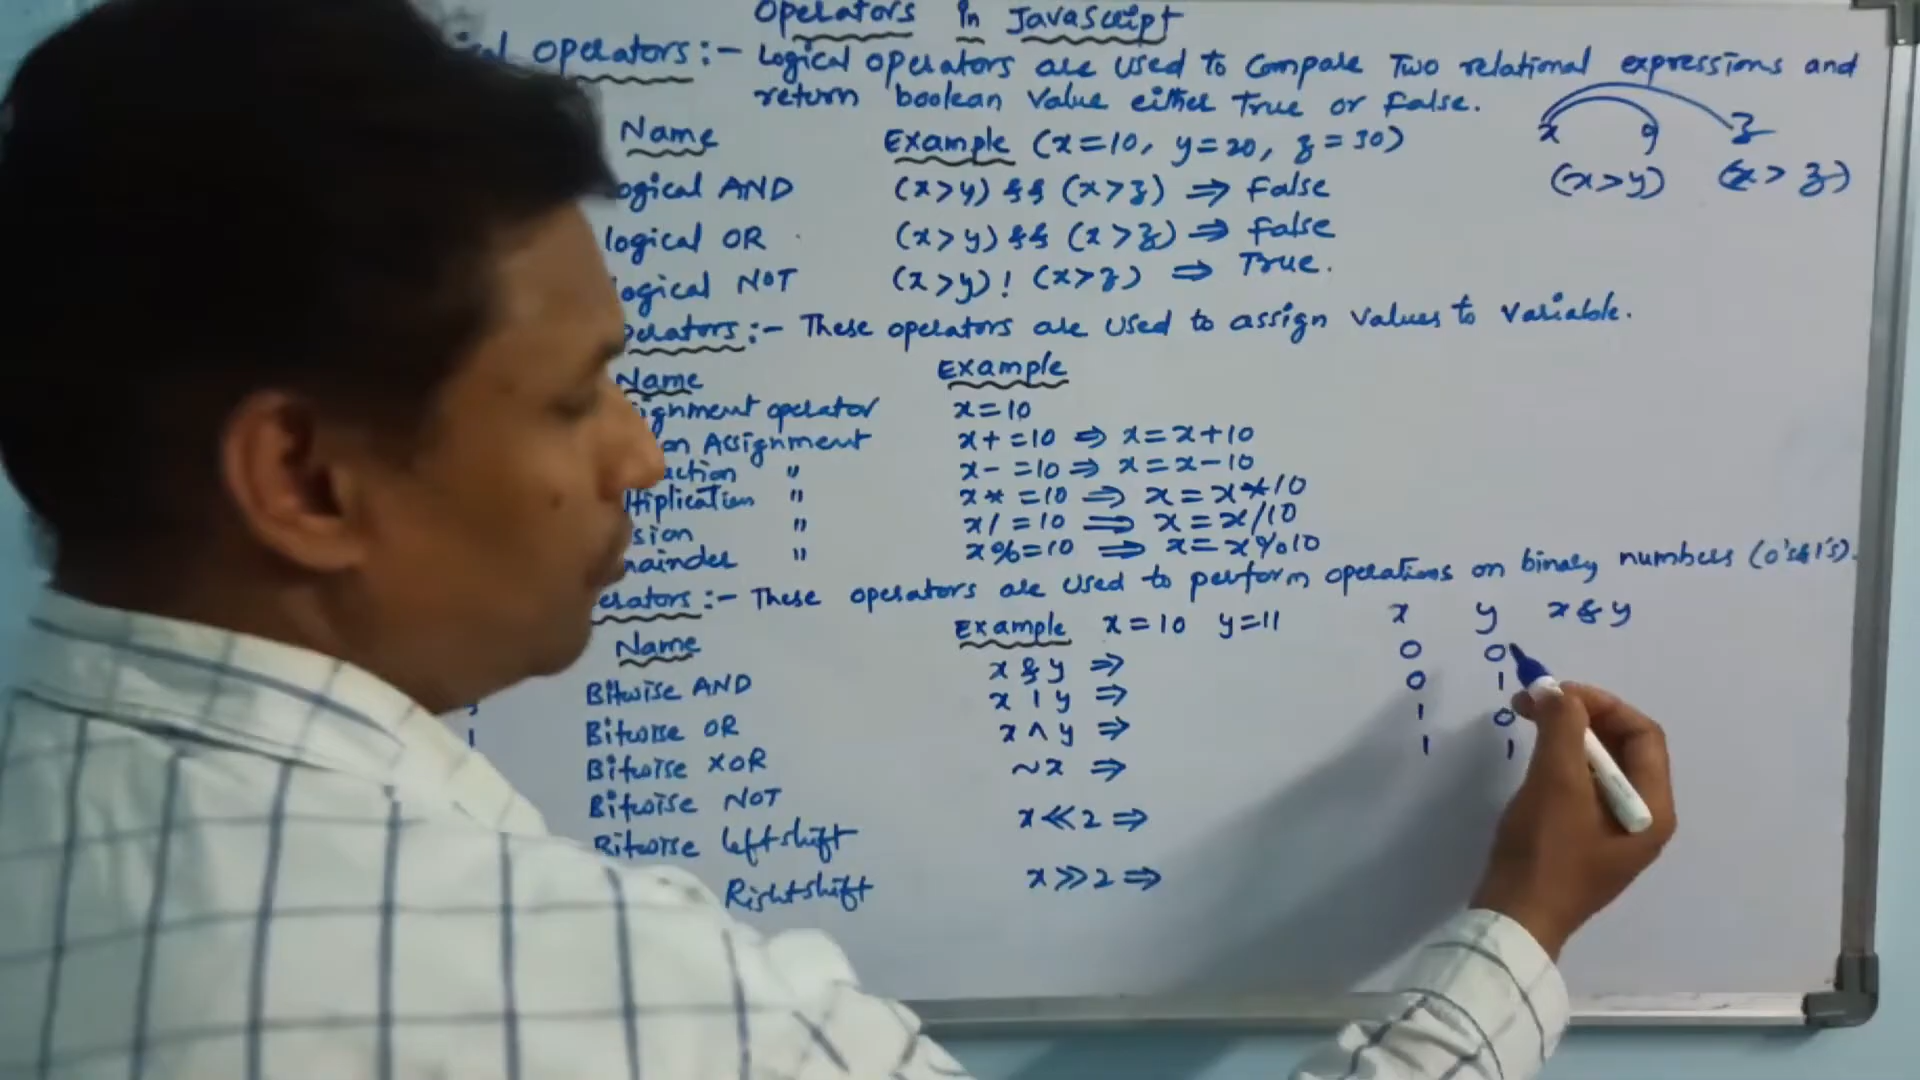 Operators in JavaScript
cal operators:- Logical operators are used to compare Two relational expressions and
return boolean value either True or False.
Name Example (x=10, y=20, z=30)
ogical AND (x>y) && (x>z) ⇒ False
logical OR (x>y) && (x>z) ⇒ false
ogical NOT (x>y) ! (x>z) ⇒ True.
x y z
(x>y) (x>z)
perators:- These operators are used to assign values to variable.
Name Example
ignment operator x=10
on Assignment x+=10 ⇒ x=x+10
action " x-=10 ⇒ x=x-10
ltiplication " x*=10 ⇒ x=x*10
sion " x/=10 ⇒ x=x/10
mainder " x%=10 ⇒ x=x%10
erators:- These operators are used to perform operations on binary numbers (0's&1's).
Name Example x=10 y=11
Bitwise AND x & y ⇒
Bitwise OR x | y ⇒
Bitwise XOR x ^ y ⇒
Bitwise NOT ~x ⇒
Bitwise leftshift x<<2 ⇒
Rightshift x>>2 ⇒
x y x & y
0 0
0 1
1 0
1 1